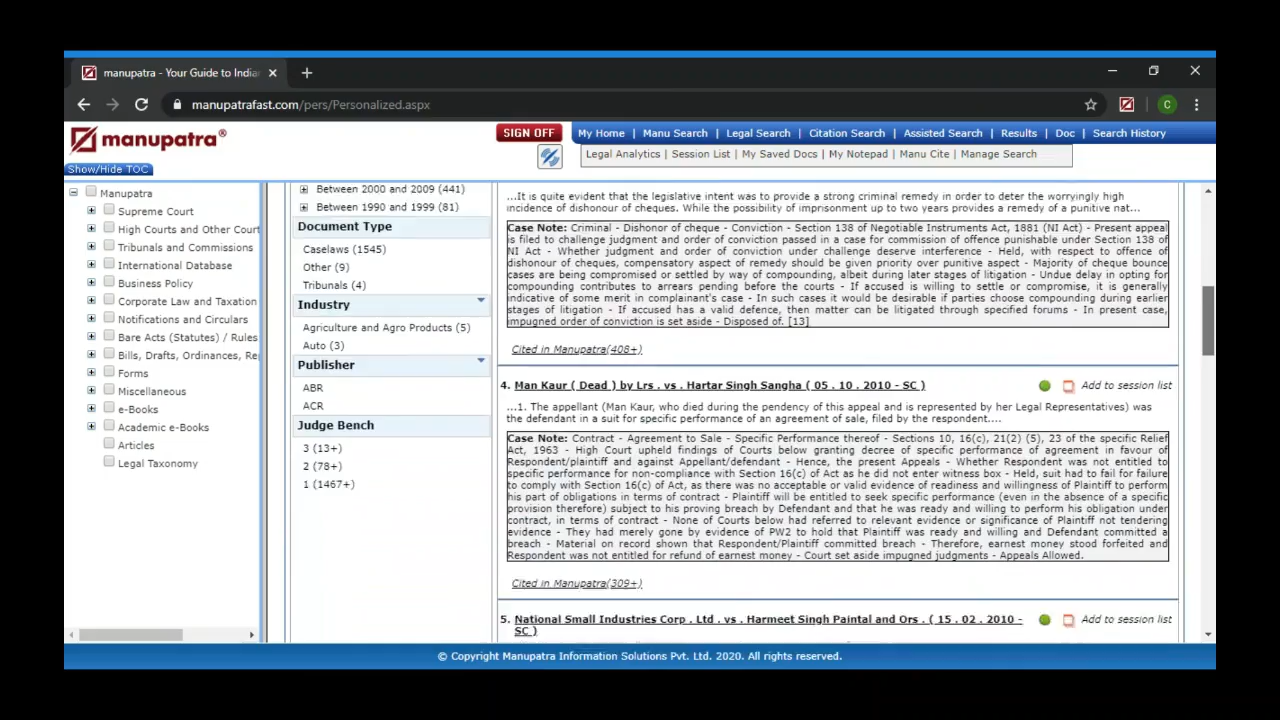 manupatra - Your Guide to Indian
manupatrafast.com/pers/Personalized.aspx
C
manupatra®
SIGN OFF
My Home | Manu Search | Legal Search | Citation Search | Assisted Search | Results | Doc | Search History
Legal Analytics | Session List | My Saved Docs | My Notepad | Manu Cite | Manage Search
Show/Hide TOC
Manupatra
Supreme Court
High Courts and Other Court
Tribunals and Commissions
International Database
Business Policy
Corporate Law and Taxation
Notifications and Circulars
Bare Acts (Statutes) / Rules
Bills, Drafts, Ordinances, Re
Forms
Miscellaneous
e-Books
Academic e-Books
Articles
Legal Taxonomy
Between 2000 and 2009 (441)
Between 1990 and 1999 (81)
Document Type
Caselaws (1545)
Other (9)
Tribunals (4)
Industry
Agriculture and Agro Products (5)
Auto (3)
Publisher
ABR
ACR
Judge Bench
3 (13+)
2 (78+)
1 (1467+)
...It is quite evident that the legislative intent was to provide a strong criminal remedy in order to deter the worryingly high
incidence of dishonour of cheques. While the possibility of imprisonment up to two years provides a remedy of a punitive nat...
Case Note: Criminal - Dishonor of cheque - Conviction - Section 138 of Negotiable Instruments Act, 1881 (NI Act) - Present appeal
is filed to challenge judgment and order of conviction passed in a case for commission of offence punishable under Section 138 of
NI Act - Whether judgment and order of conviction under challenge deserve interference - Held, with respect to offence of
dishonour of cheques, compensatory aspect of remedy should be given priority over punitive aspect - Majority of cheque bounce
cases are being compromised or settled by way of compounding, albeit during later stages of litigation - Undue delay in opting for
compounding contributes to arrears pending before the courts - If accused is willing to settle or compromise, it is generally
indicative of some merit in complainant's case - In such cases it would be desirable if parties choose compounding during earlier
stages of litigation - If accused has a valid defence, then matter can be litigated through specified forums - In present case,
impugned order of conviction is set aside - Disposed of. [13]
Cited in Manupatra(408+)
4. Man Kaur ( Dead ) by Lrs . vs . Hartar Singh Sangha ( 05 . 10 . 2010 - SC ) Add to session list
...1. The appellant (Man Kaur, who died during the pendency of this appeal and is represented by her Legal Representatives) was
the defendant in a suit for specific performance of an agreement of sale, filed by the respondent....
Case Note: Contract - Agreement to Sale - Specific Performance thereof - Sections 10, 16(c), 21(2) (5), 23 of the specific Relief
Act, 1963 - High Court upheld findings of Courts below granting decree of specific performance of agreement in favour of
Respondent/plaintiff and against Appellant/defendant - Hence, the present Appeals - Whether Respondent was not entitled to
specific performance for non-compliance with Section 16(c) of Act as he did not enter witness box - Held, suit had to fail for failure
to comply with Section 16(c) of Act, as there was no acceptable or valid evidence of readiness and willingness of Plaintiff to perform
his part of obligations in terms of contract - Plaintiff will be entitled to seek specific performance (even in the absence of a specific
provision therefore) subject to his proving breach by Defendant and that he was ready and willing to perform his obligation under
contract, in terms of contract - None of Courts below had referred to relevant evidence or significance of Plaintiff not tendering
evidence - They had merely gone by evidence of PW2 to hold that Plaintiff was ready and willing and Defendant committed a
breach - Material on record shown that Respondent/Plaintiff committed breach - Therefore, earnest money stood forfeited and
Respondent was not entitled for refund of earnest money - Court set aside impugned judgments - Appeals Allowed.
Cited in Manupatra(309+)
5. National Small Industries Corp . Ltd . vs . Harmeet Singh Paintal and Ors . ( 15 . 02 . 2010 - Add to session list
SC )
© Copyright Manupatra Information Solutions Pvt. Ltd. 2020. All rights reserved.